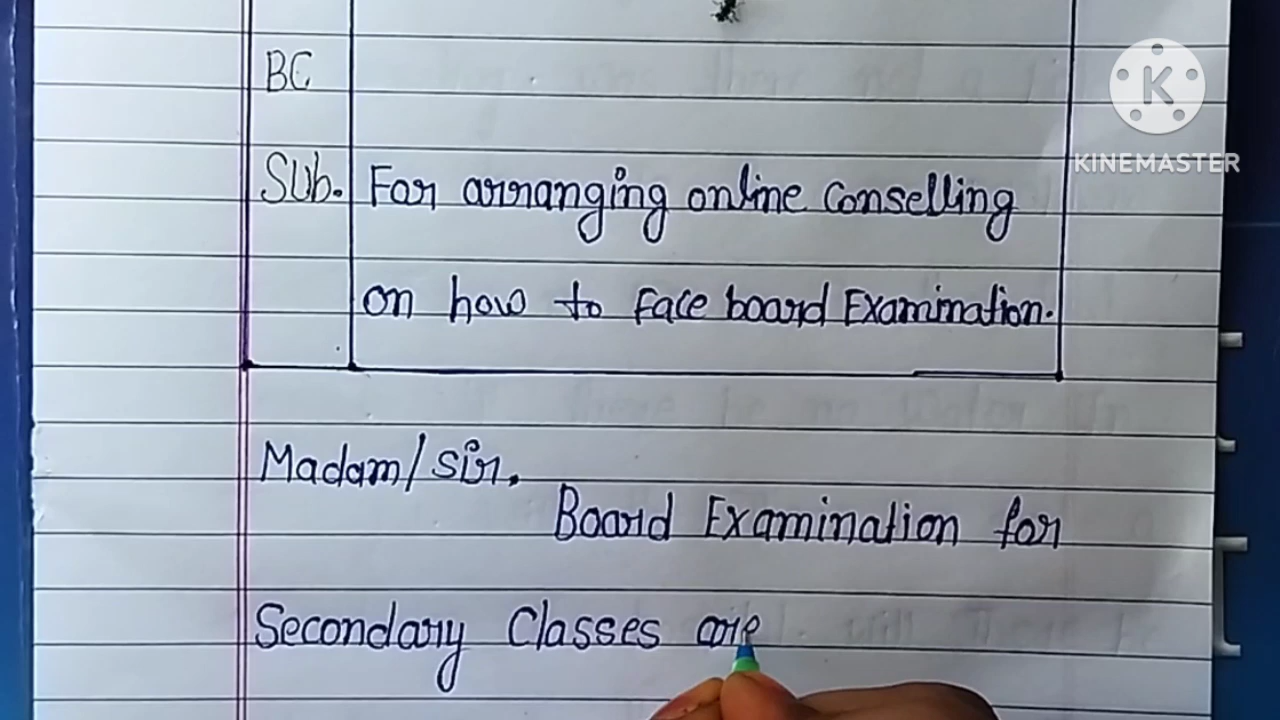 BC
Sub. For arranging online Conselling
on how to Face board Examination.
Madam/Sir,
Board Examination for
Secondary Classes are
K
KINEMASTER